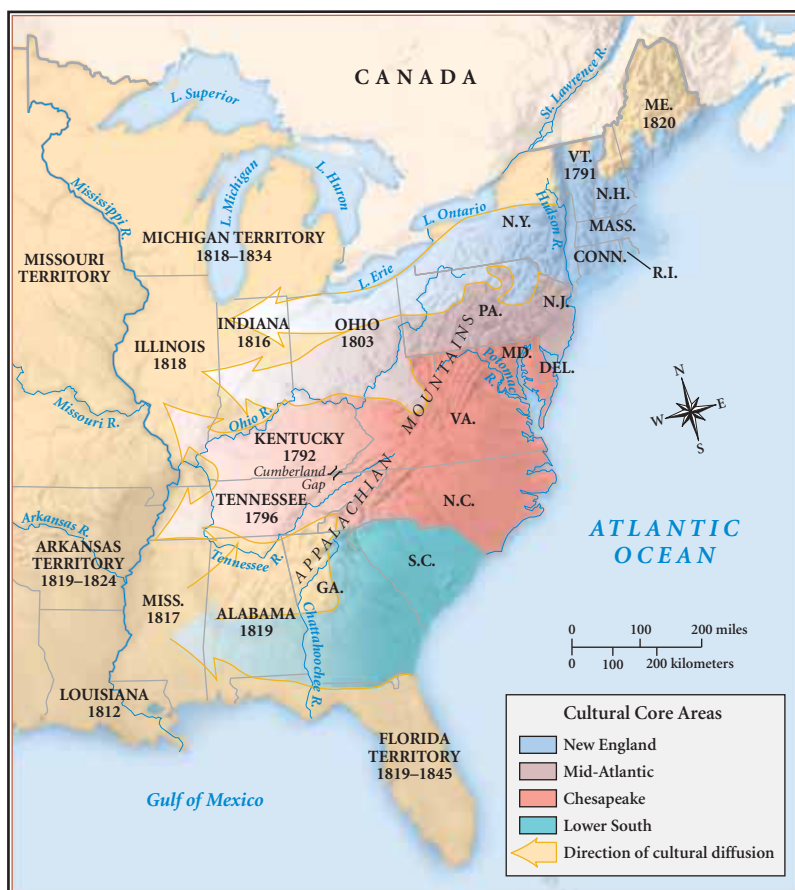 CANADA
L. Superior
St. Lawrence R.
ME.
1820
VT.
1791
L. Michigan
L. Huron
Mississippi R.
N.H.
L. Ontario
Hudson R.
MICHIGAN TERRITORY
1818–1834
N.Y.
MASS.
MISSOURI
TERRITORY
CONN.
R.I.
L. Erie
INDIANA
1816
OHIO
1803
PA.
N.J.
ILLINOIS
1818
MD.
DEL.
Potomac
R.
Missouri R.
Ohio R.
VA.
N
W
E
S
KENTUCKY
1792
Cumberland
Gap
APPALACHIAN MOUNTAINS
TENNESSEE
1796
N.C.
Arkansas R.
ARKANSAS
TERRITORY
1819–1824
Tennessee R.
ATLANTIC
OCEAN
S.C.
GA.
MISS.
1817
ALABAMA
1819
Chattahoochee R.
0 100 200 miles
0 100 200 kilometers
LOUISIANA
1812
FLORIDA
TERRITORY
1819–1845
Gulf of Mexico
Cultural Core Areas
New England
Mid-Atlantic
Chesapeake
Lower South
Direction of cultural diffusion